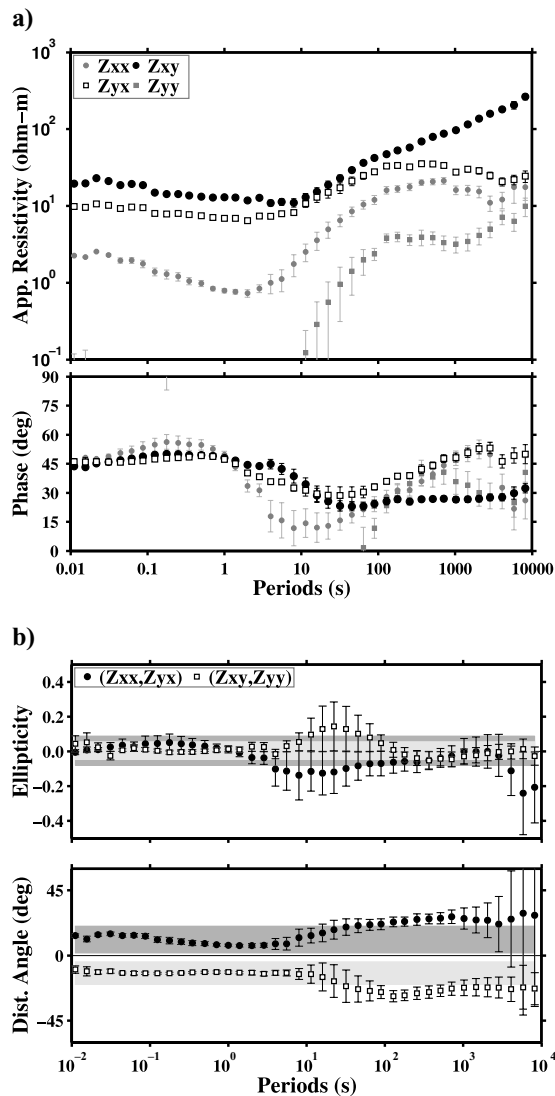 a)
10³
10²
10¹
10⁰
10⁻¹
App. Resistivity (ohm−m)
Zxx Zxy
Zyx Zyy
90
75
60
45
30
15
0
Phase (deg)
0.01 0.1 1 10 100 1000 10000
Periods (s)
b)
0.4
0.2
0.0
−0.2
−0.4
Ellipticity
(Zxx,Zyx) (Zxy,Zyy)
45
0
−45
Dist. Angle (deg)
10⁻² 10⁻¹ 10⁰ 10¹ 10² 10³ 10⁴
Periods (s)